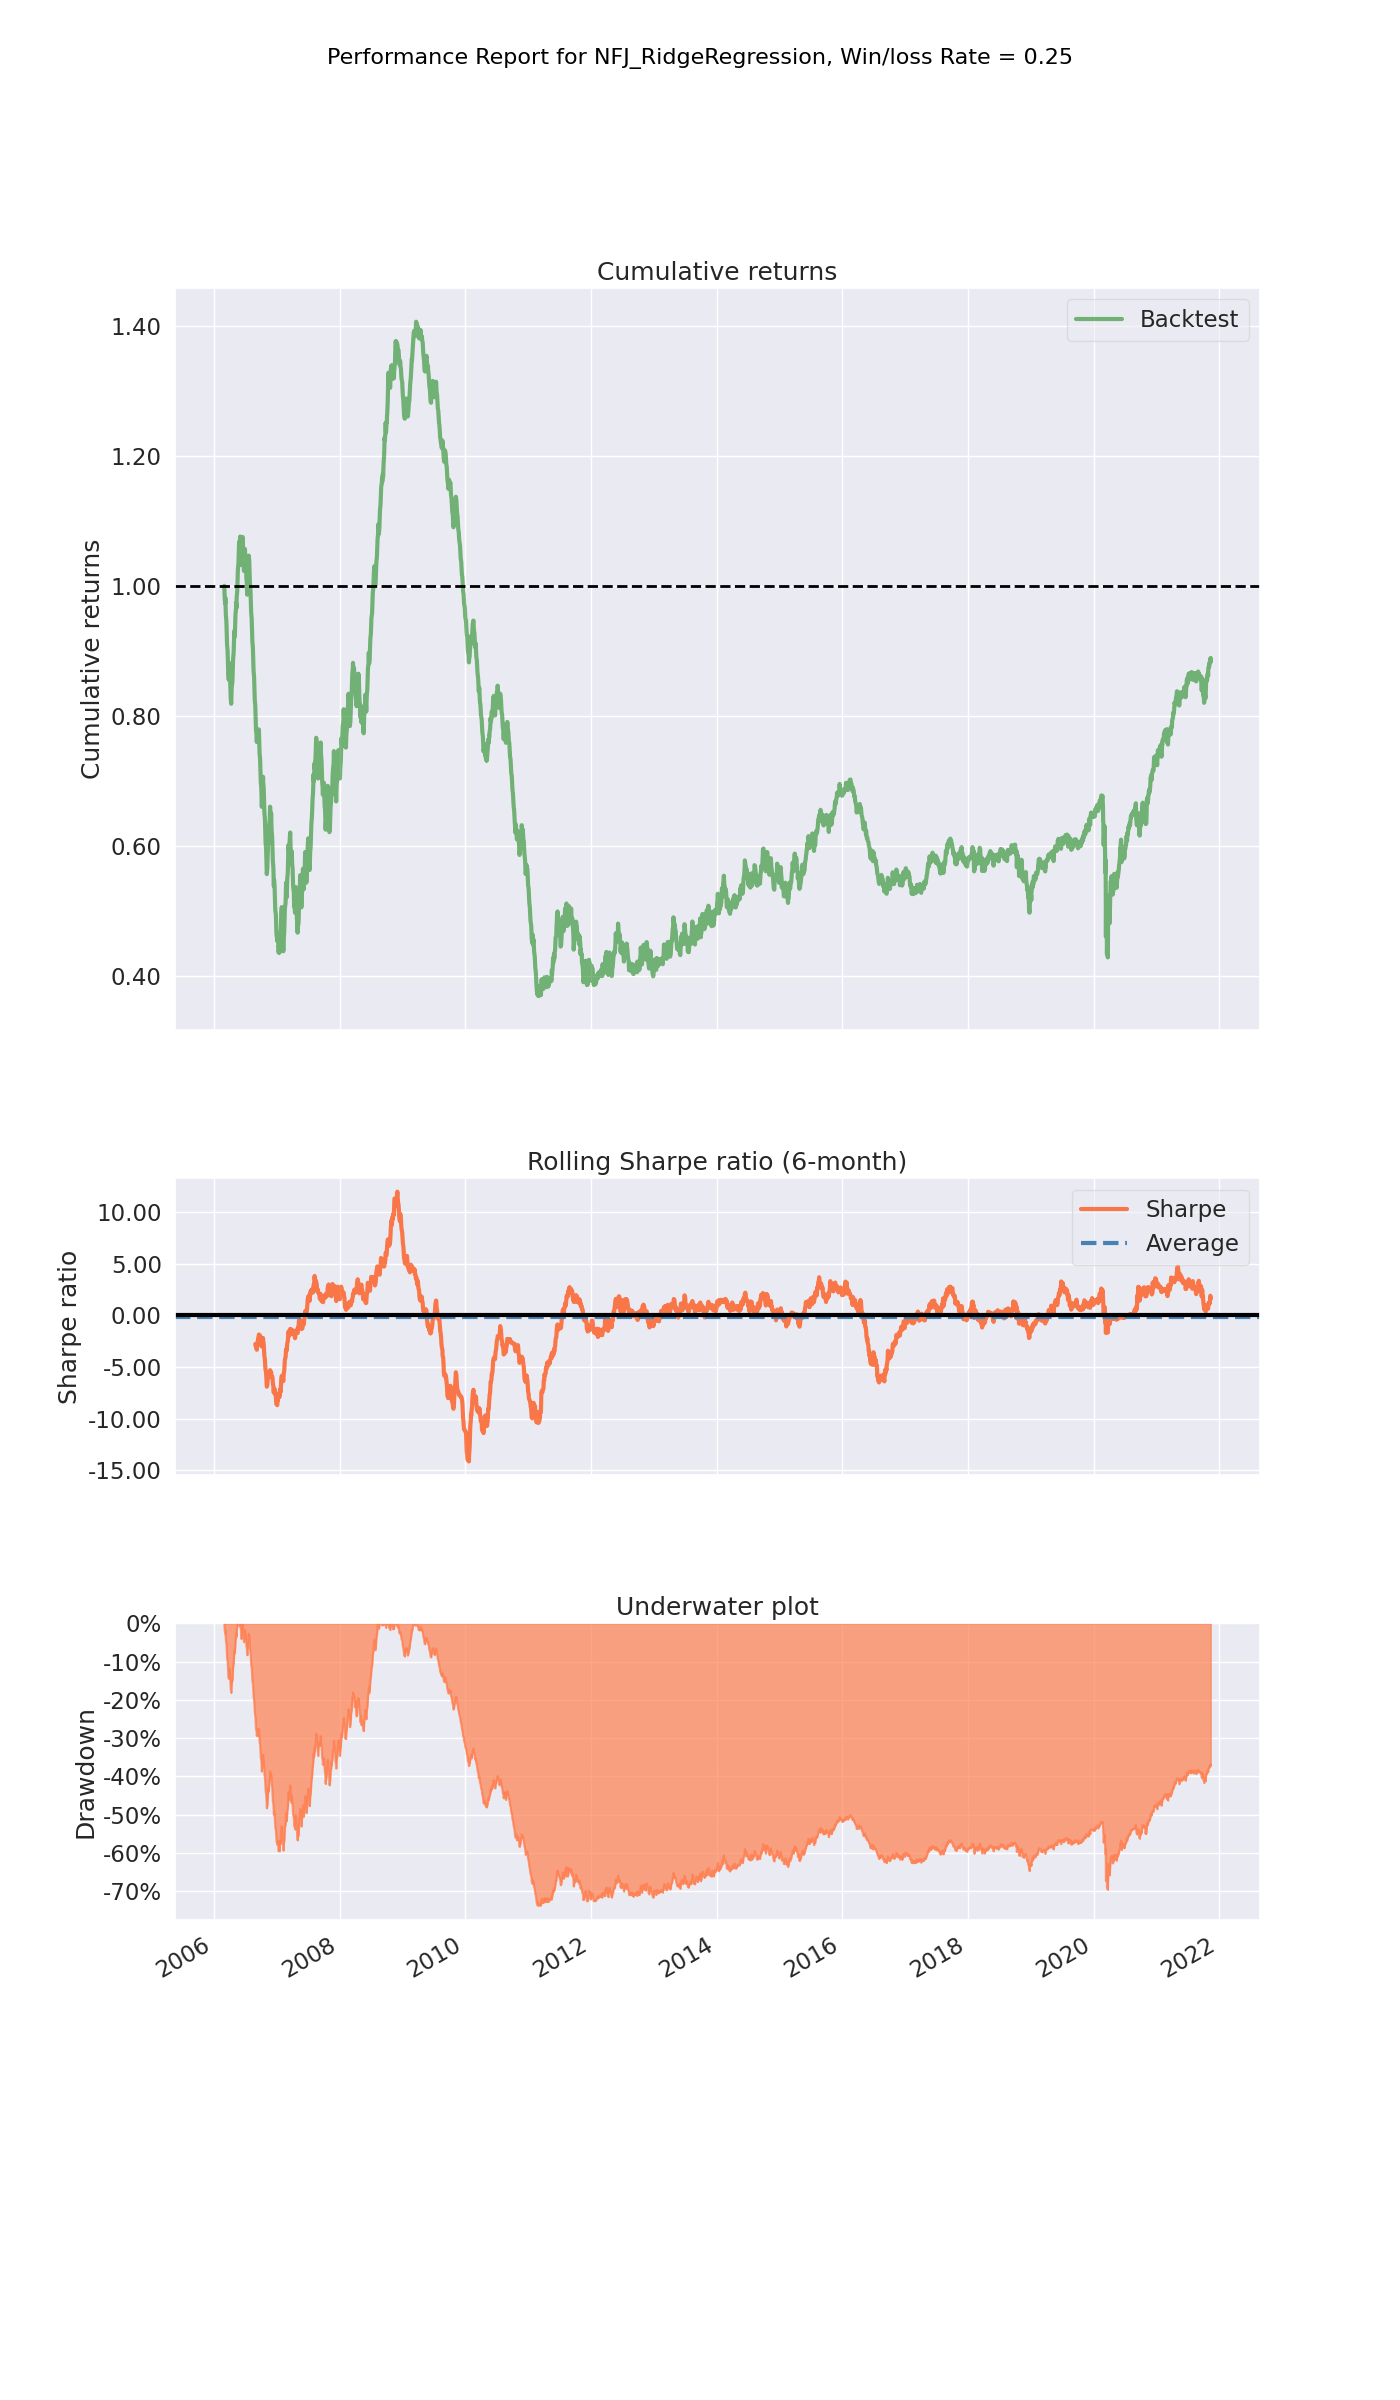 Performance Report for NFJ_RidgeRegression, Win/loss Rate = 0.25
Cumulative returns
Backtest
Cumulative returns
1.40
1.20
1.00
0.80
0.60
0.40
Rolling Sharpe ratio (6-month)
Sharpe
Average
Sharpe ratio
10.00
5.00
0.00
-5.00
-10.00
-15.00
Underwater plot
Drawdown
0%
-10%
-20%
-30%
-40%
-50%
-60%
-70%
2006
2008
2010
2012
2014
2016
2018
2020
2022